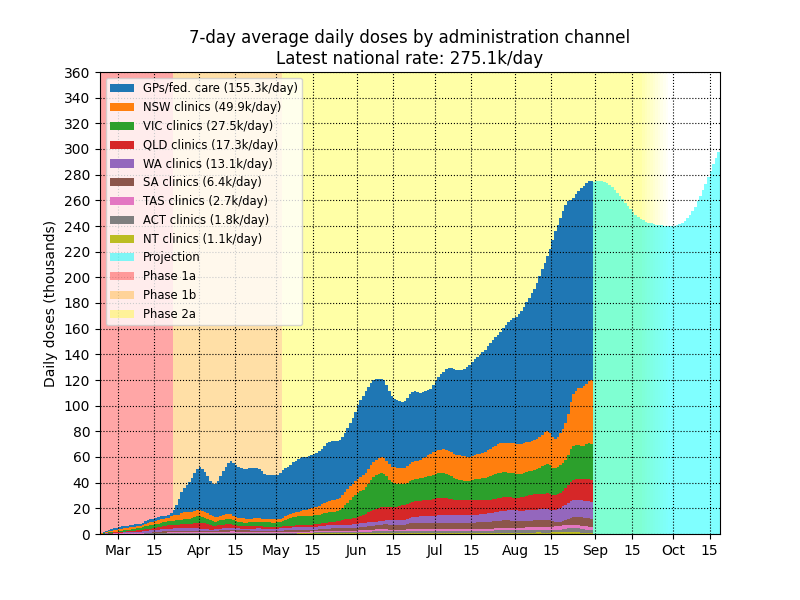 7-day average daily doses by administration channel
Latest national rate: 275.1k/day
Daily doses (thousands)
360
340
320
300
280
260
240
220
200
180
160
140
120
100
80
60
40
20
0
GPs/fed. care (155.3k/day)
NSW clinics (49.9k/day)
VIC clinics (27.5k/day)
QLD clinics (17.3k/day)
WA clinics (13.1k/day)
SA clinics (6.4k/day)
TAS clinics (2.7k/day)
ACT clinics (1.8k/day)
NT clinics (1.1k/day)
Projection
Phase 1a
Phase 1b
Phase 2a
Mar 15 Apr 15 May 15 Jun 15 Jul 15 Aug 15 Sep 15 Oct 15